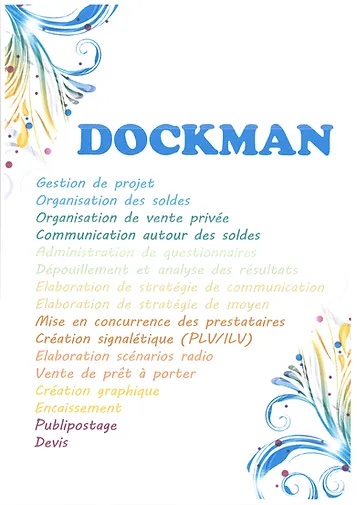 DOCKMAN
Gestion de projet
Organisation des soldes
Organisation de vente privée
Communication autour des soldes
Administration de questionnaires
Dépouillement et analyse des résultats
Elaboration de stratégie de communication
Elaboration de stratégie de moyen
Mise en concurrence des prestataires
Création signalétique (PLV/ILV)
Elaboration scénarios radio
Vente de prêt à porter
Création graphique
Encaissement
Publipostage
Devis